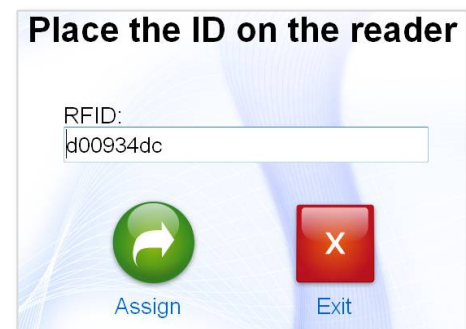 Place the ID on the reader
RFID:
d00934dc
X
Assign
Exit